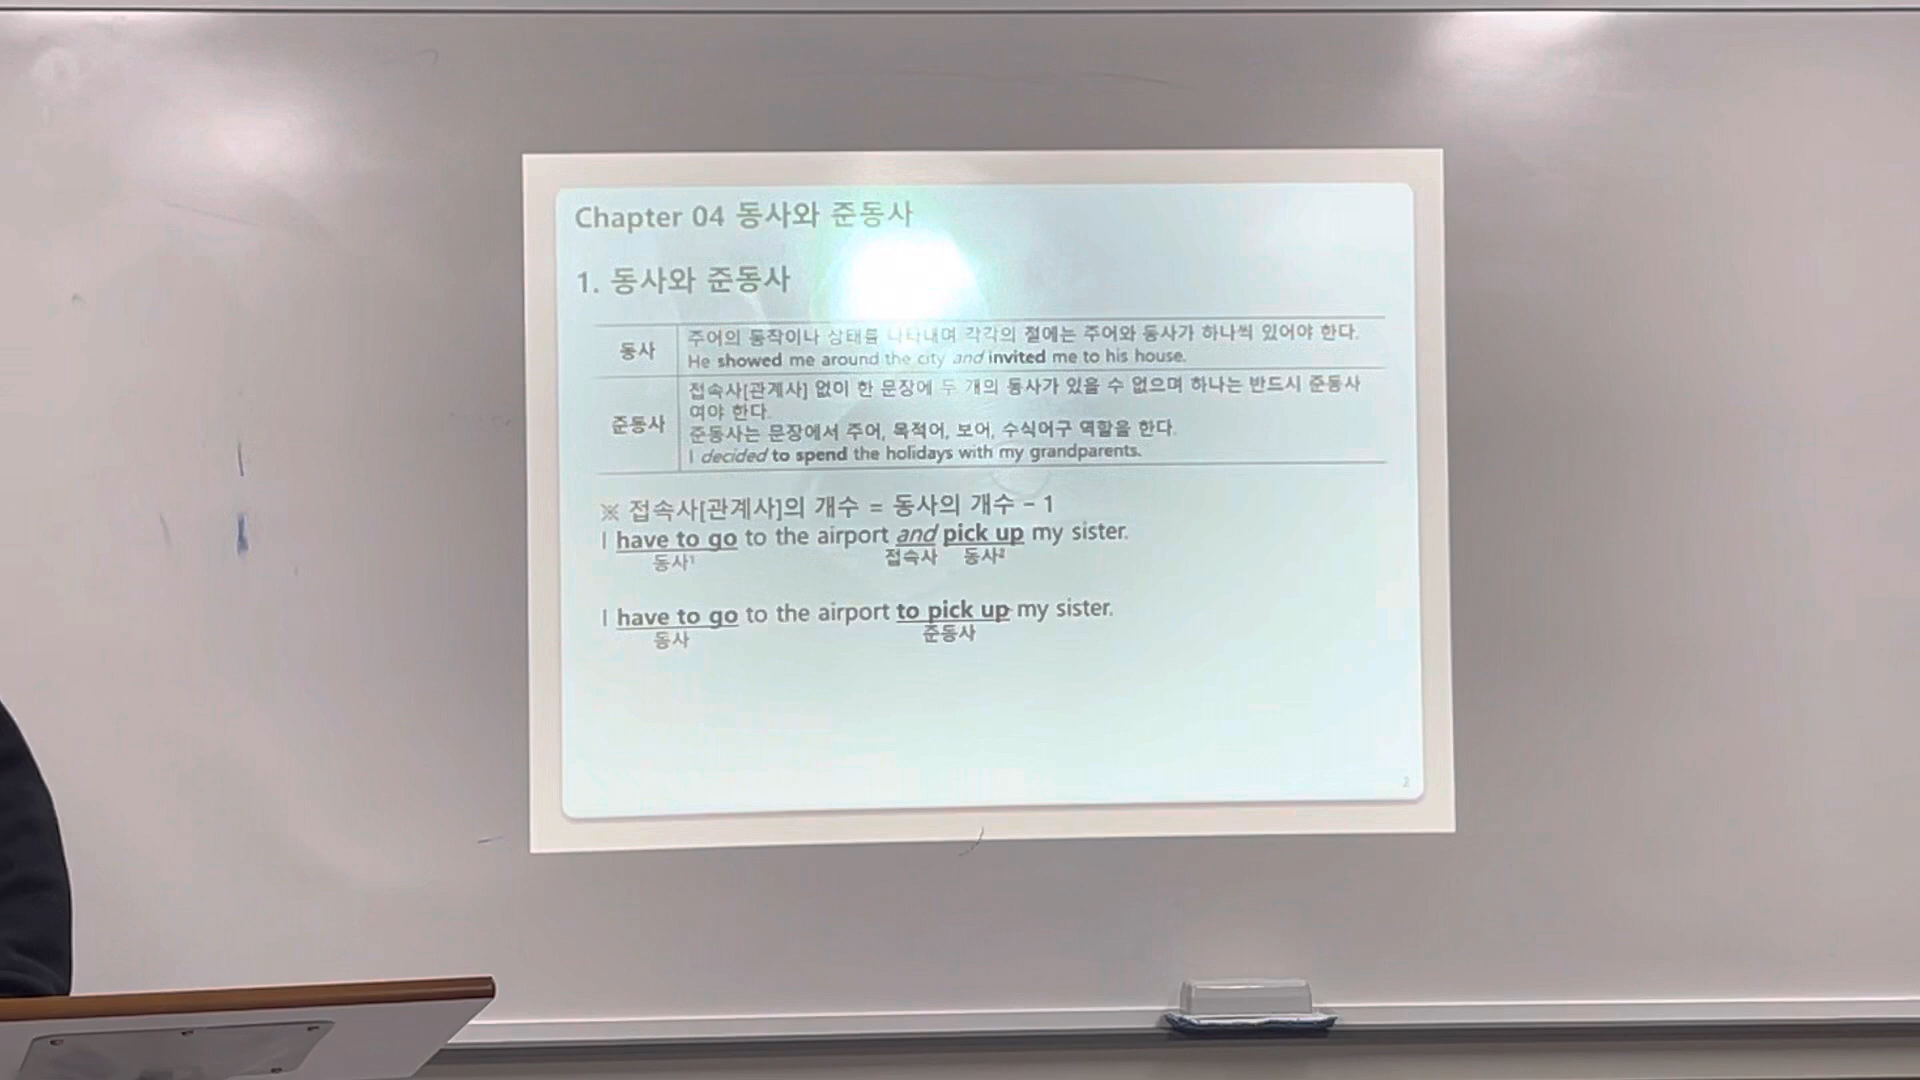 Chapter 04 동사와 준동사
1. 동사와 준동사
동사
주어의 동작이나 상태를 나타내며 각각의 절에는 주어와 동사가 하나씩 있어야 한다.
He showed me around the city and invited me to his house.
준동사
접속사[관계사] 없이 한 문장에 두 개의 동사가 있을 수 없으며 하나는 반드시 준동사
여야 한다.
준동사는 문장에서 주어, 목적어, 보어, 수식어구 역할을 한다.
I decided to spend the holidays with my grandparents.
※ 접속사[관계사]의 개수 = 동사의 개수 – 1
I have to go to the airport and pick up my sister.
동사¹ 접속사 동사²
I have to go to the airport to pick up my sister.
동사 준동사
2